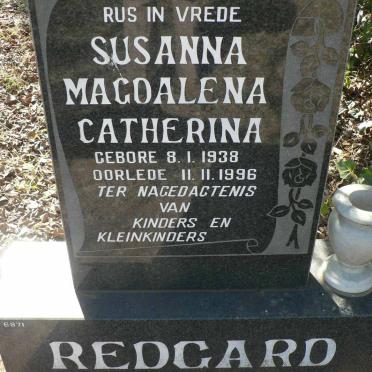 RUS IN VREDE
SUSANNA
MAGDALENA
CATHERINA
GEBORE 8.1.1938
OORLEDE 11.11.1996
TER NAGEDAGTENIS
VAN
KINDERS EN
KLEINKINDERS
6871
REDGARD